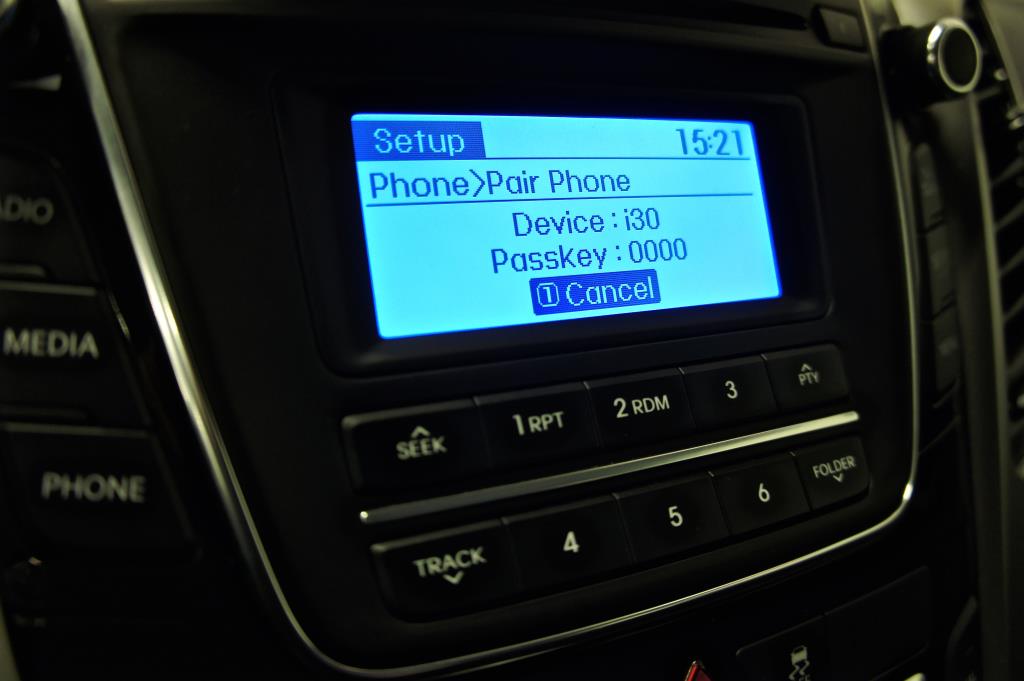 Setup 15:21
Phone>Pair Phone
Device : i30
Passkey : 0000
1 Cancel
MEDIA
PHONE
SEEK 1 RPT 2 RDM 3 PTY
TRACK 4 5 6 FOLDER